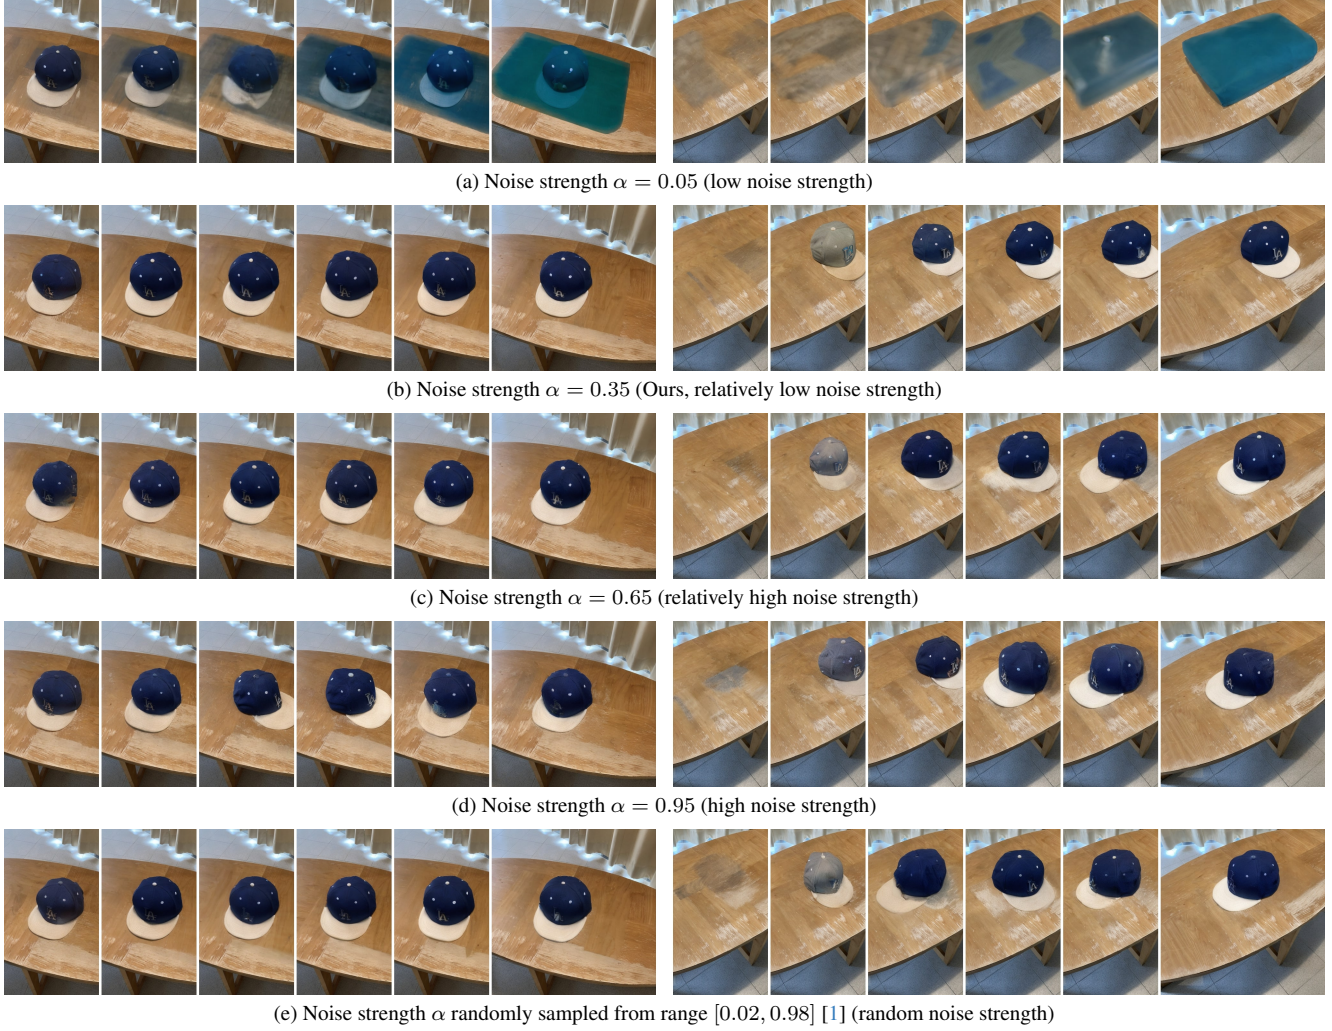 (a) Noise strength α = 0.05 (low noise strength)
(b) Noise strength α = 0.35 (Ours, relatively low noise strength)
(c) Noise strength α = 0.65 (relatively high noise strength)
(d) Noise strength α = 0.95 (high noise strength)
(e) Noise strength α randomly sampled from range [0.02, 0.98] [1] (random noise strength)